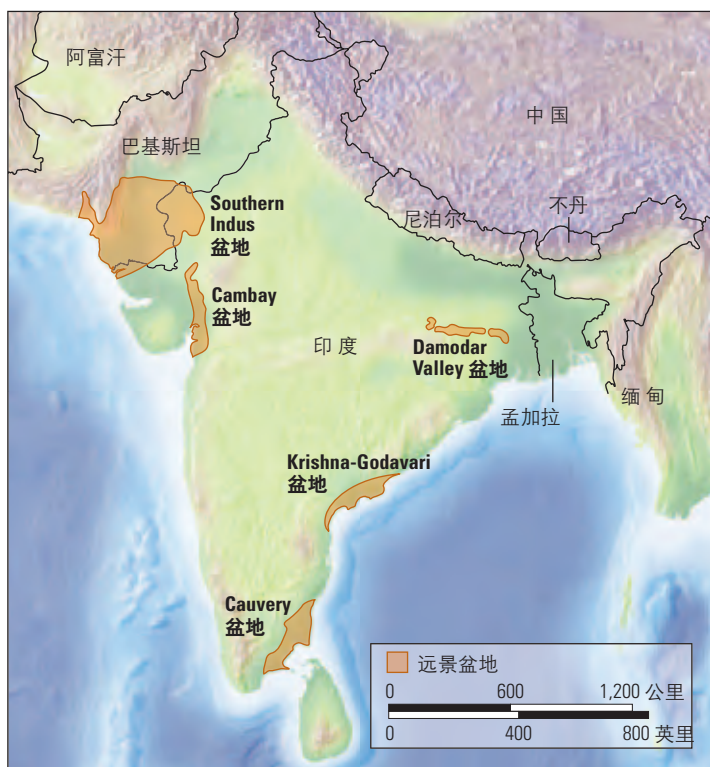 阿富汗
中国
巴基斯坦
Southern
Indus
盆地
尼泊尔
不丹
Cambay
盆地
印度
Damodar
Valley 盆地
缅甸
孟加拉
Krishna-Godavari
盆地
Cauvery
盆地
远景盆地
0 600 1,200 公里
0 400 800 英里